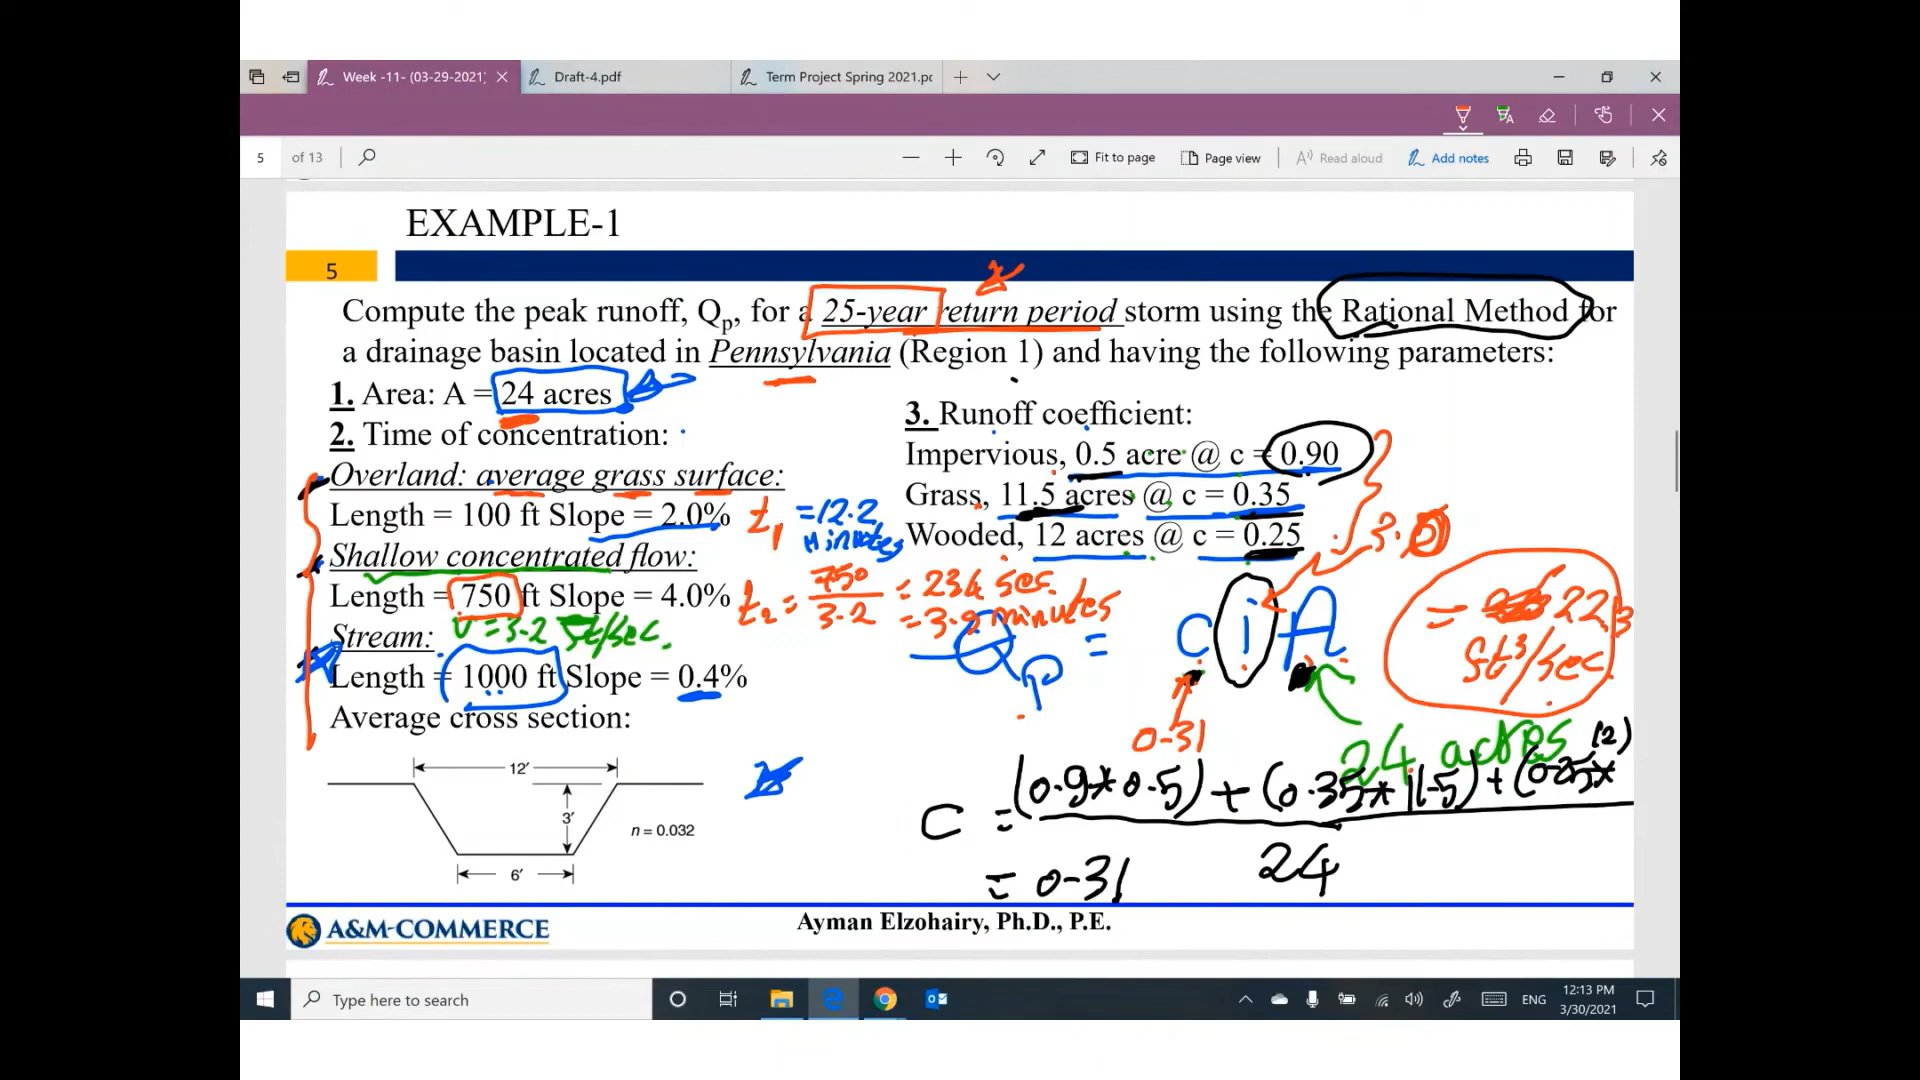 Week -11- (03-29-2021)
Draft-4.pdf
Term Project Spring 2021.pd
5 of 13
Fit to page
Page view
Read aloud
Add notes
EXAMPLE-1
5
Compute the peak runoff, Qp, for a 25-year return period storm using the Rational Method for
a drainage basin located in Pennsylvania (Region 1) and having the following parameters:
1. Area: A = 24 acres
2. Time of concentration:
Overland: average grass surface:
Length = 100 ft Slope = 2.0%
t1 = 12.2 minutes
Shallow concentrated flow:
Length = 750 ft Slope = 4.0%
t2 = 750 / 3.2 = 234 sec.
= 3.9 minutes
V = 3.2 ft/sec.
Stream:
Length = 1000 ft Slope = 0.4%
Average cross section:
12′
3′
n = 0.032
6′
3. Runoff coefficient:
Impervious, 0.5 acre @ c = 0.90
Grass, 11.5 acres @ c = 0.35
Wooded, 12 acres @ c = 0.25
3.0
Qp = C i A
= 22.3
ft³/sec
0.31
24 acres
C = (0.9*0.5) + (0.35*11.5) + (0.25*12)
24
= 0.31
A&M-COMMERCE
Ayman Elzohairy, Ph.D., P.E.
Type here to search
ENG
12:13 PM
3/30/2021